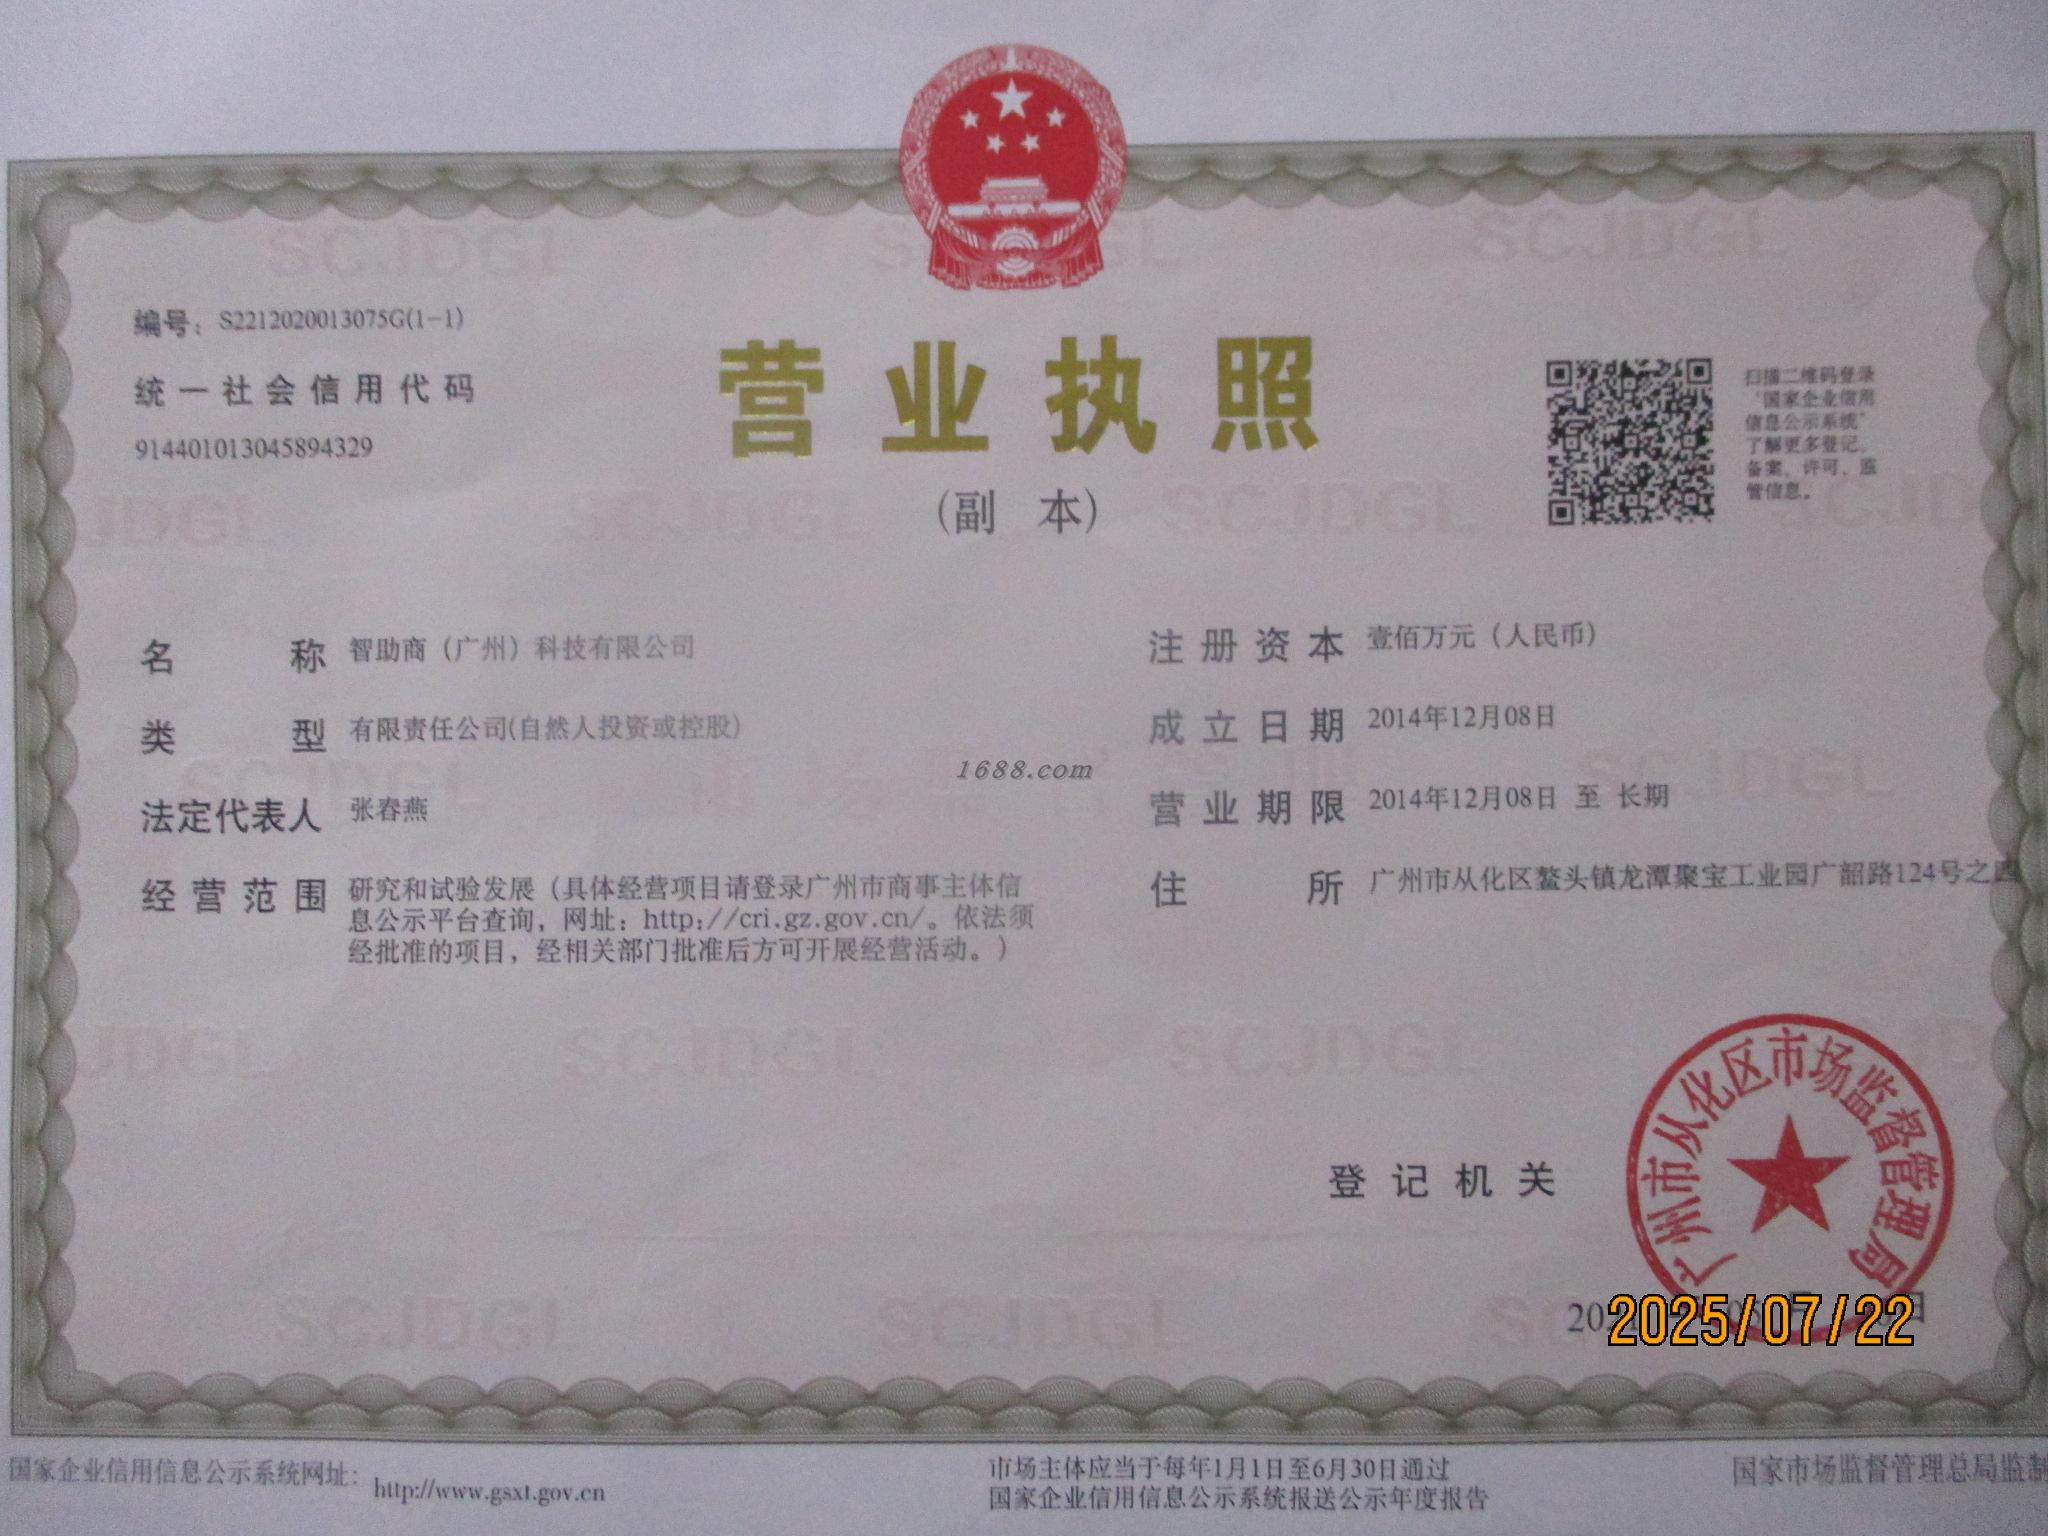 编号：S2212020013075G(1-1)
统一社会信用代码
914401013045894329
营业执照
(副 本)
扫描二维码登录
‘国家企业信用
信息公示系统’
了解更多登记、
备案、许可、监
管信息。
名 称 智助商（广州）科技有限公司
类 型 有限责任公司(自然人投资或控股)
法定代表人 张春燕
经营范围 研究和试验发展（具体经营项目请登录广州市商事主体信
息公示平台查询，网址：http://cri.gz.gov.cn/。依法须
经批准的项目，经相关部门批准后方可开展经营活动。）
1688.com
注册资本 壹佰万元（人民币）
成立日期 2014年12月08日
营业期限 2014年12月08日 至 长期
住 所 广州市从化区鳌头镇龙潭聚宝工业园广韶路124号之四
登记机关
广州市从化区市场监督管理局
2025/07/22
国家企业信用信息公示系统网址：http://www.gsxt.gov.cn
市场主体应当于每年1月1日至6月30日通过
国家企业信用信息公示系统报送公示年度报告
国家市场监督管理总局监制
SCJDGL